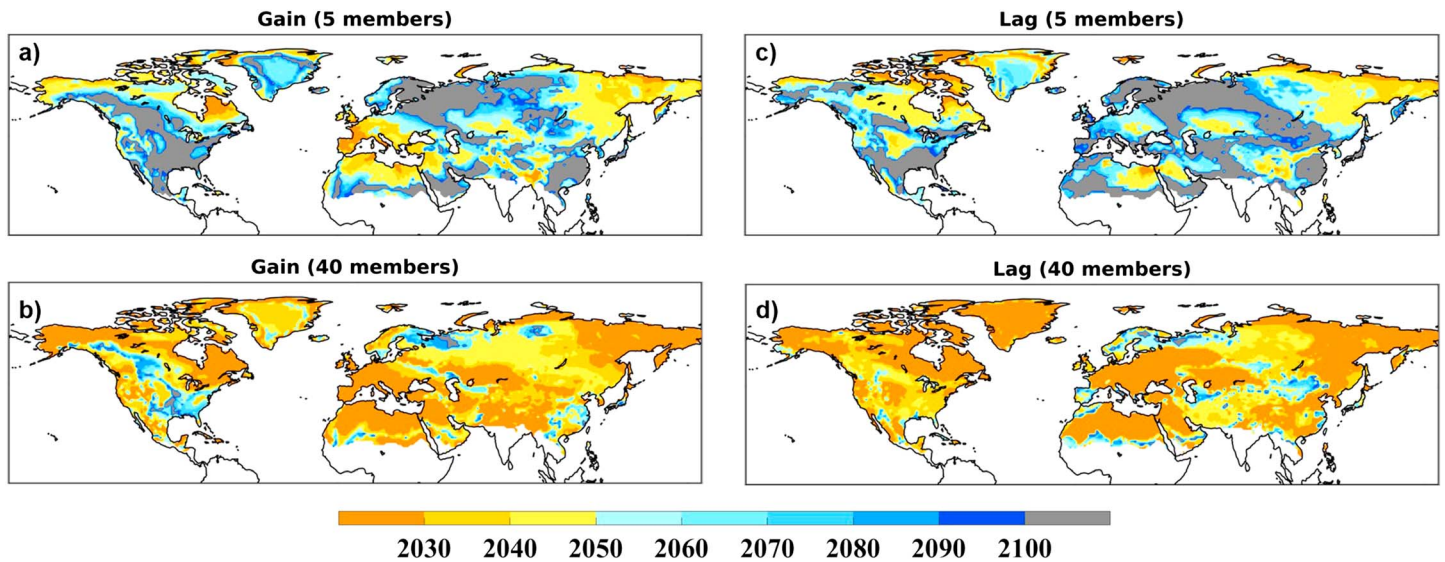 Gain (5 members)
Lag (5 members)
a)
c)
Gain (40 members)
Lag (40 members)
b)
d)
2030 2040 2050 2060 2070 2080 2090 2100